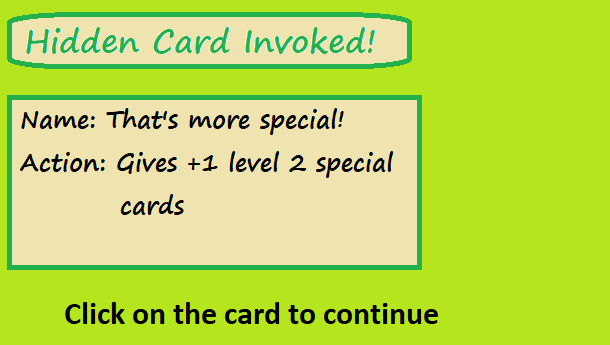 Hidden Card Invoked!
Name: That's more special!
Action: Gives +1 level 2 special
cards
Click on the card to continue